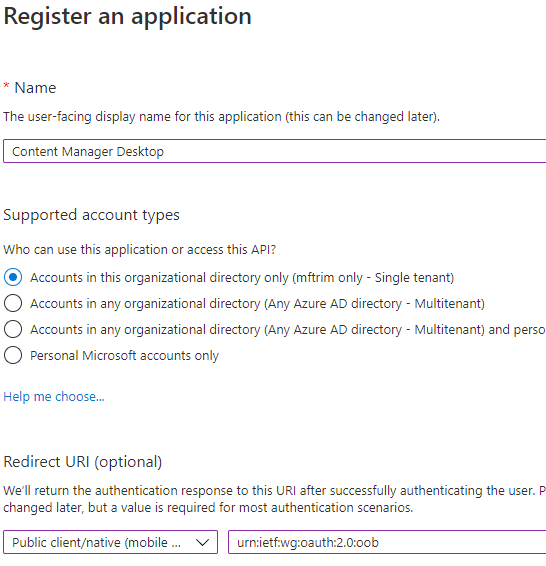 Register an application
* Name
The user-facing display name for this application (this can be changed later).
Content Manager Desktop
Supported account types
Who can use this application or access this API?
Accounts in this organizational directory only (mftrim only - Single tenant)
Accounts in any organizational directory (Any Azure AD directory - Multitenant)
Accounts in any organizational directory (Any Azure AD directory - Multitenant) and perso
Personal Microsoft accounts only
Help me choose...
Redirect URI (optional)
We'll return the authentication response to this URI after successfully authenticating the user. P
changed later, but a value is required for most authentication scenarios.
Public client/native (mobile ... urn:ietf:wg:oauth:2.0:oob